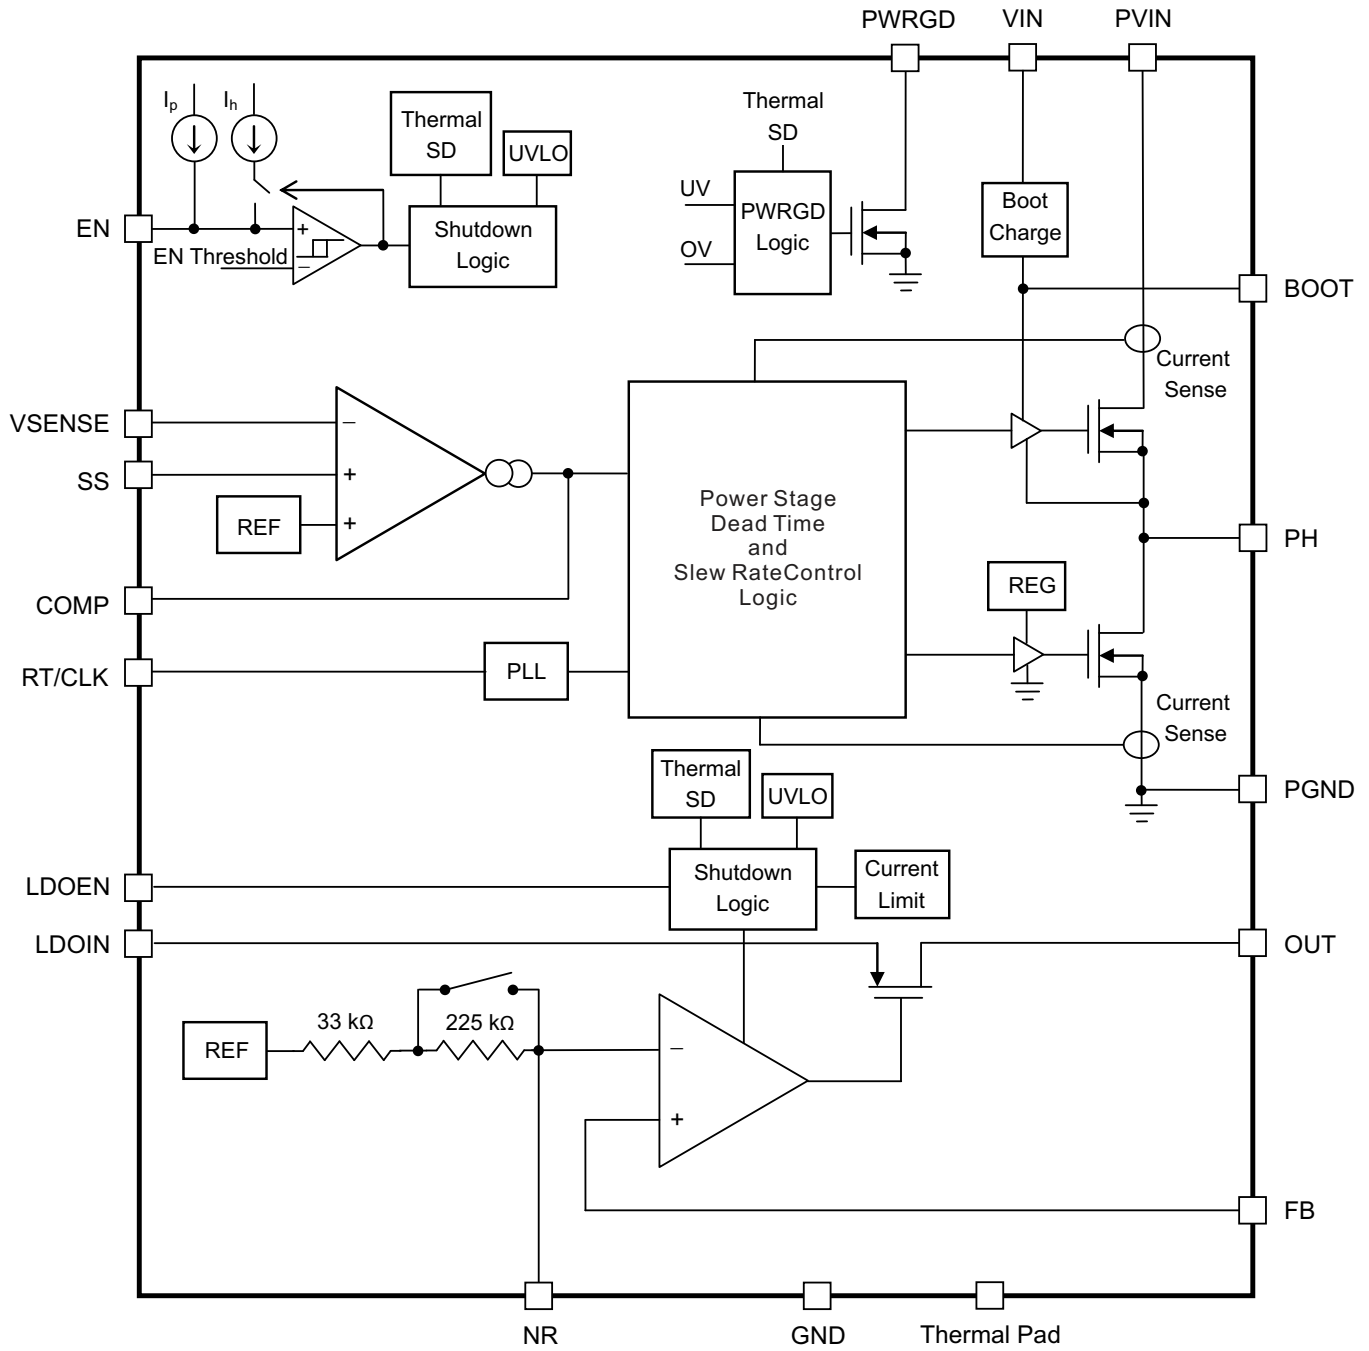 PWRGD
VIN
PVIN
Ip
Ih
Thermal
SD
UVLO
EN
+
EN Threshold
–
Shutdown
Logic
Thermal
SD
UV
OV
PWRGD
Logic
Boot
Charge
BOOT
Current
Sense
VSENSE
–
SS
+
REF
+
COMP
RT/CLK
PLL
Power Stage
Dead Time
and
Slew RateControl
Logic
PH
REG
Current
Sense
PGND
Thermal
SD
UVLO
LDOEN
Shutdown
Logic
Current
Limit
LDOIN
OUT
REF
33 kΩ
225 kΩ
–
+
FB
NR
GND
Thermal Pad